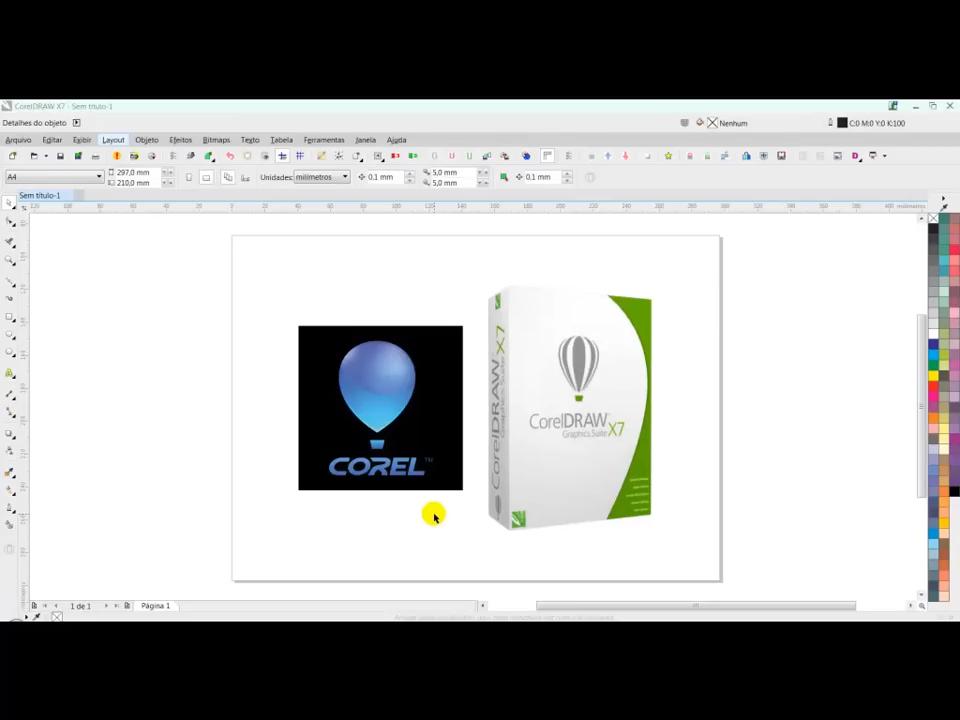 CorelDRAW X7 - Sem título-1
Detalhes do objeto
Nenhum
C:0 M:0 Y:0 K:100
Arquivo Editar Exibir Layout Objeto Efeitos Bitmaps Texto Tabela Ferramentas Janela Ajuda
A4
297,0 mm
210,0 mm
Unidades: milímetros
0,1 mm
5,0 mm
5,0 mm
0,1 mm
Sem título-1
milímetros
COREL™
CorelDRAW
Graphics Suite X7
CorelDRAW X7
Graphics Suite
1 de 1
Página 1